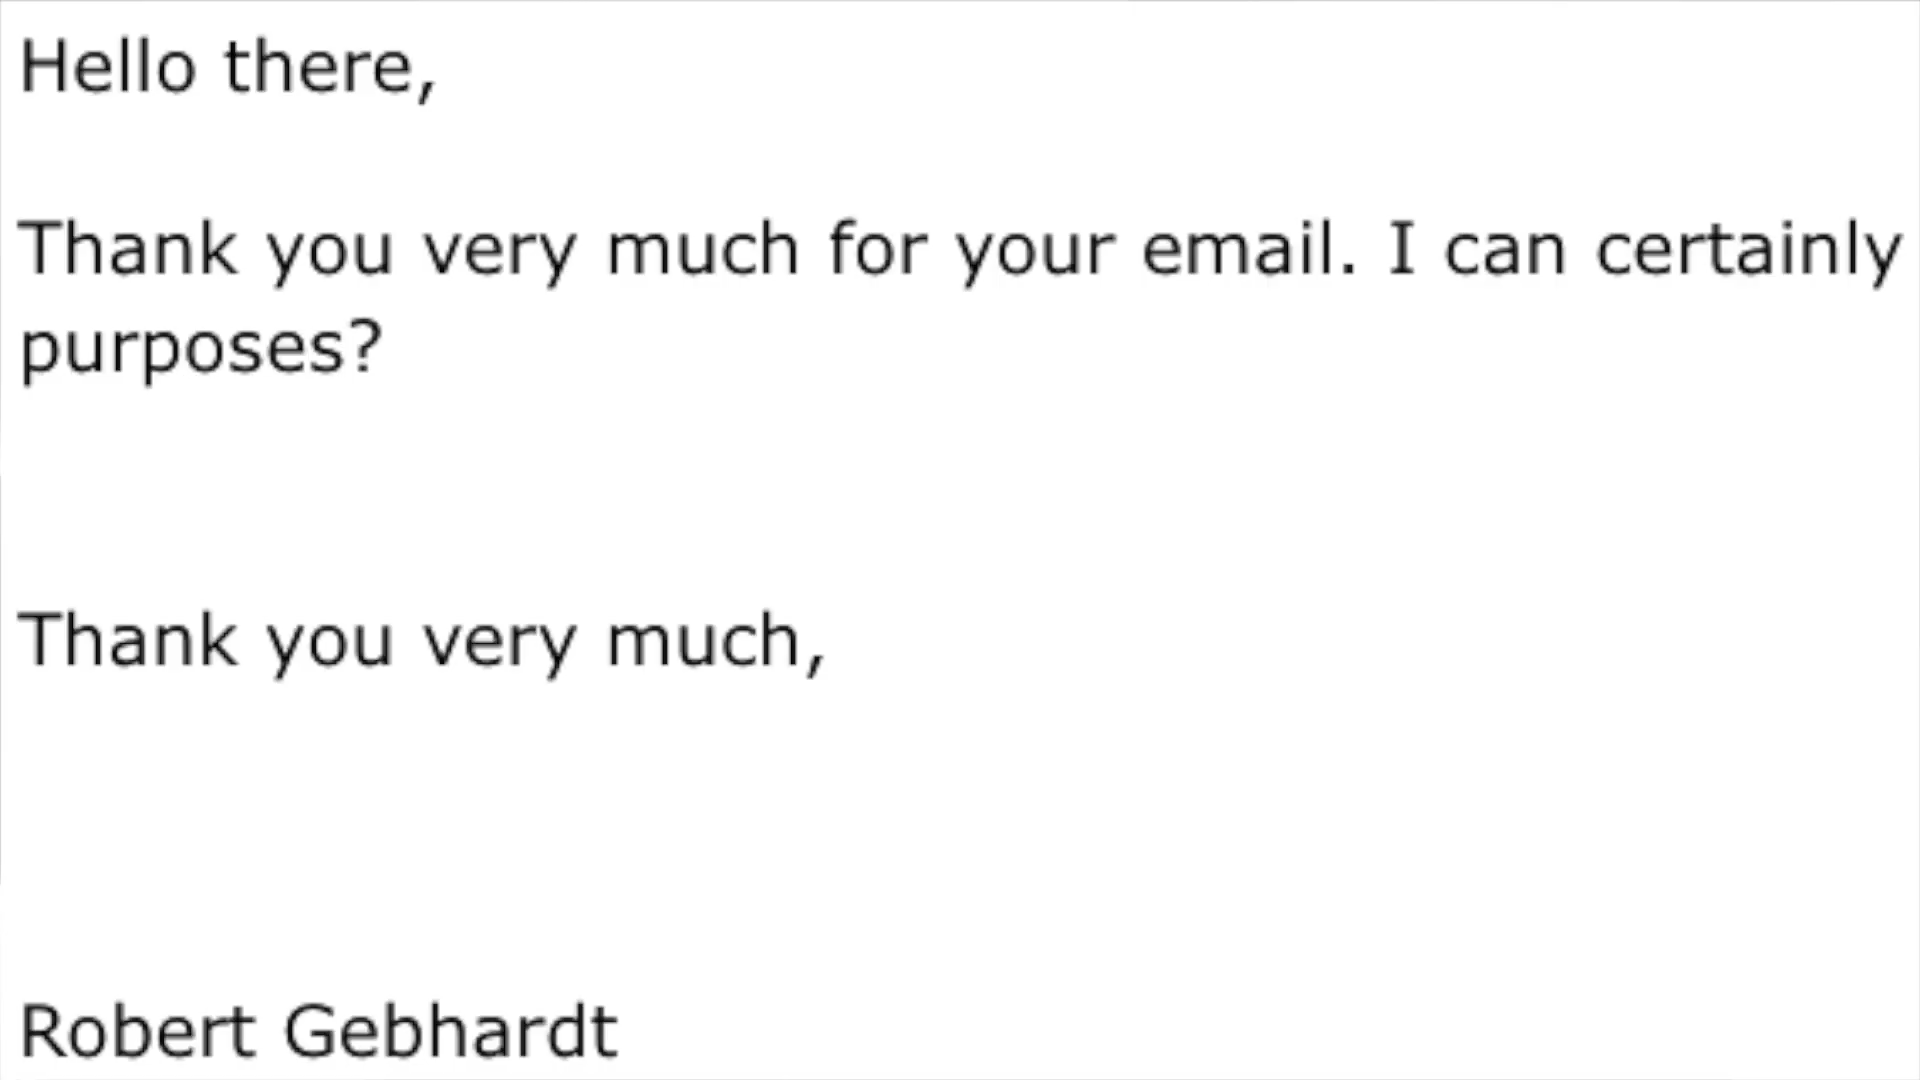 Hello there,
Thank you very much for your email. I can certainly
purposes?
Thank you very much,
Robert Gebhardt